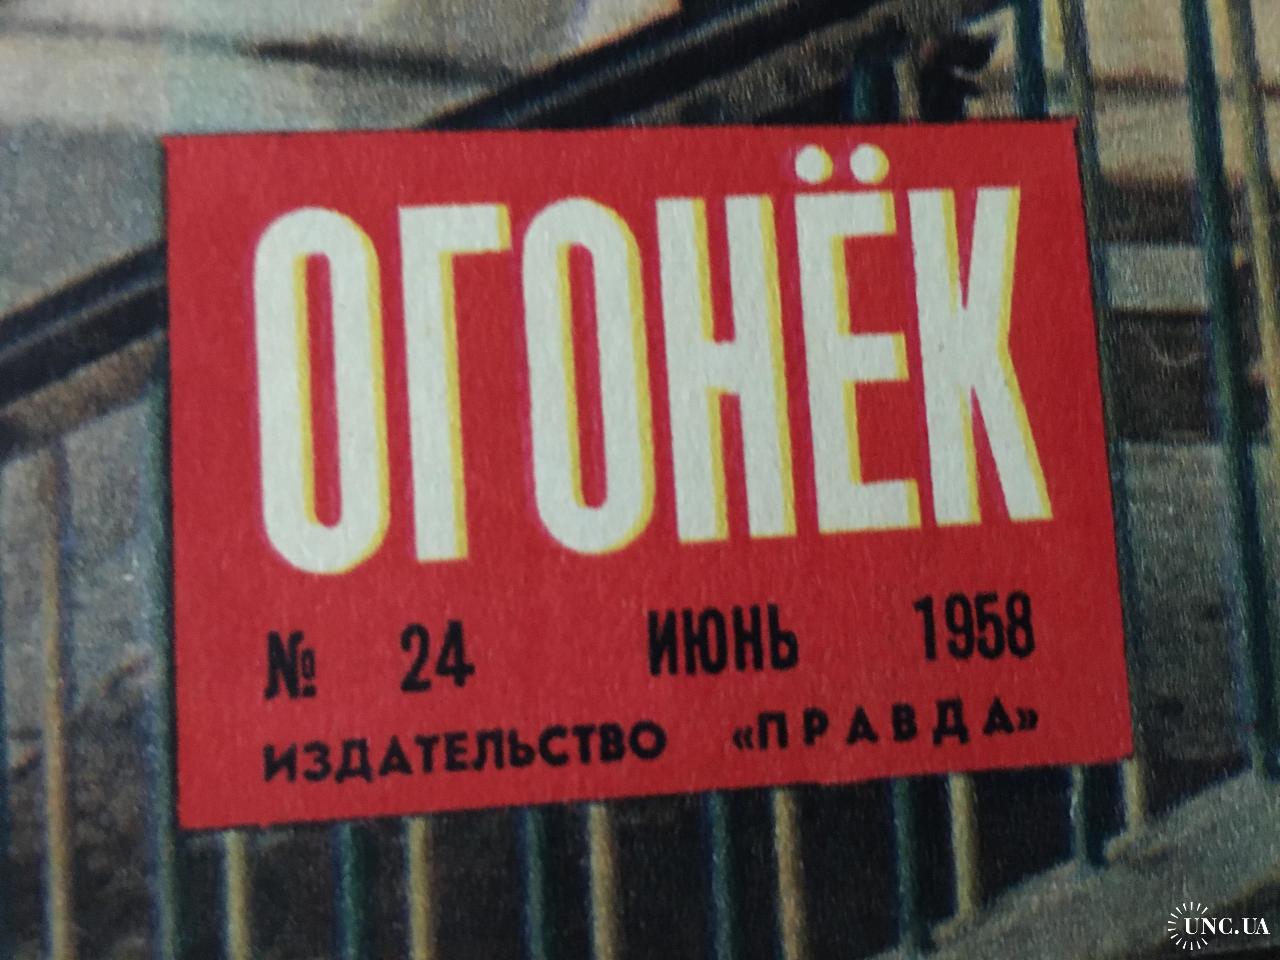 ОГОНЁК
№ 24 ИЮНЬ 1958
ИЗДАТЕЛЬСТВО «ПРАВДА»
UNC.UA